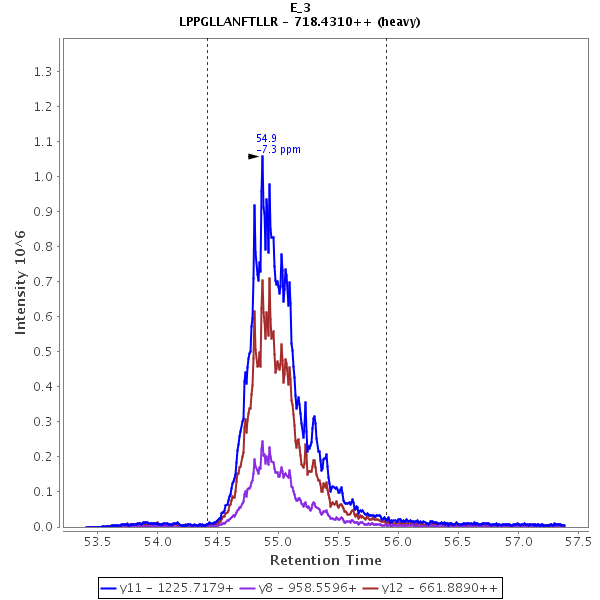 E_3
LPPGLLANFTLLR - 718.4310++ (heavy)
54.9
-7.3 ppm
1.3
1.2
1.1
1.0
0.9
0.8
0.7
0.6
0.5
0.4
0.3
0.2
0.1
0.0
Intensity 10^6
53.5 54.0 54.5 55.0 55.5 56.0 56.5 57.0 57.5
Retention Time
y11 - 1225.7179+ y8 - 958.5596+ y12 - 661.8890++